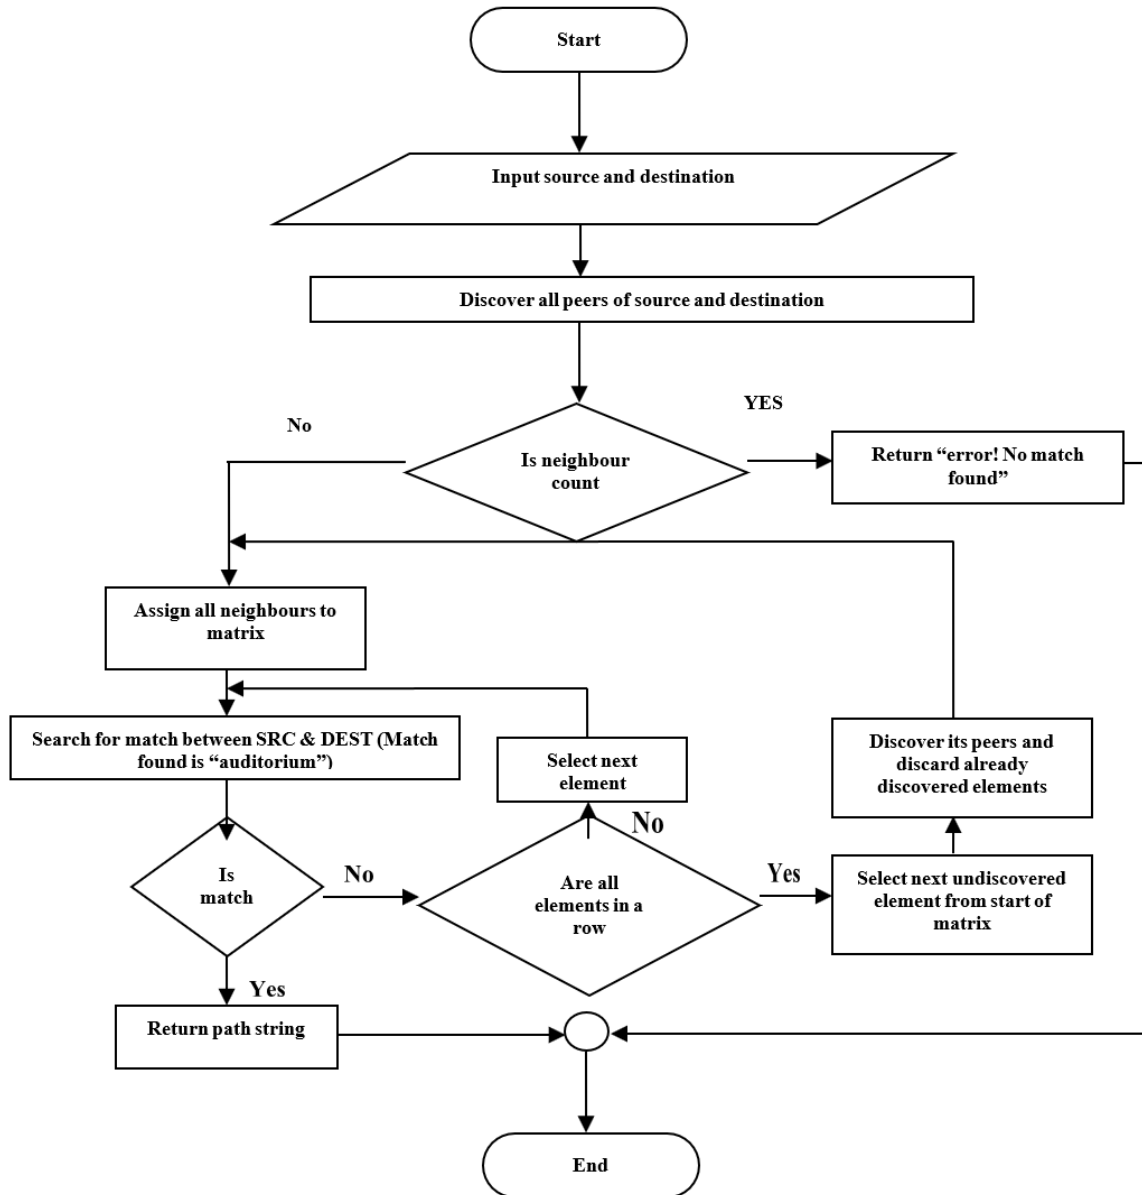 Start
Input source and destination
Discover all peers of source and destination
YES
No
Is neighbour
count
Return “error! No match
found”
Assign all neighbours to
matrix
Search for match between SRC & DEST (Match
found is “auditorium”)
Select next
element
Discover its peers and
discard already
discovered elements
No
Is
match
No
Are all
elements in a
row
Yes
Select next undiscovered
element from start of
matrix
Yes
Return path string
End